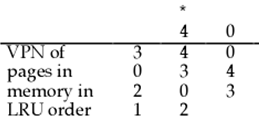 *
4 0
VPN of 3 4 0
pages in 0 3 4
memory in 2 0 3
LRU order 1 2